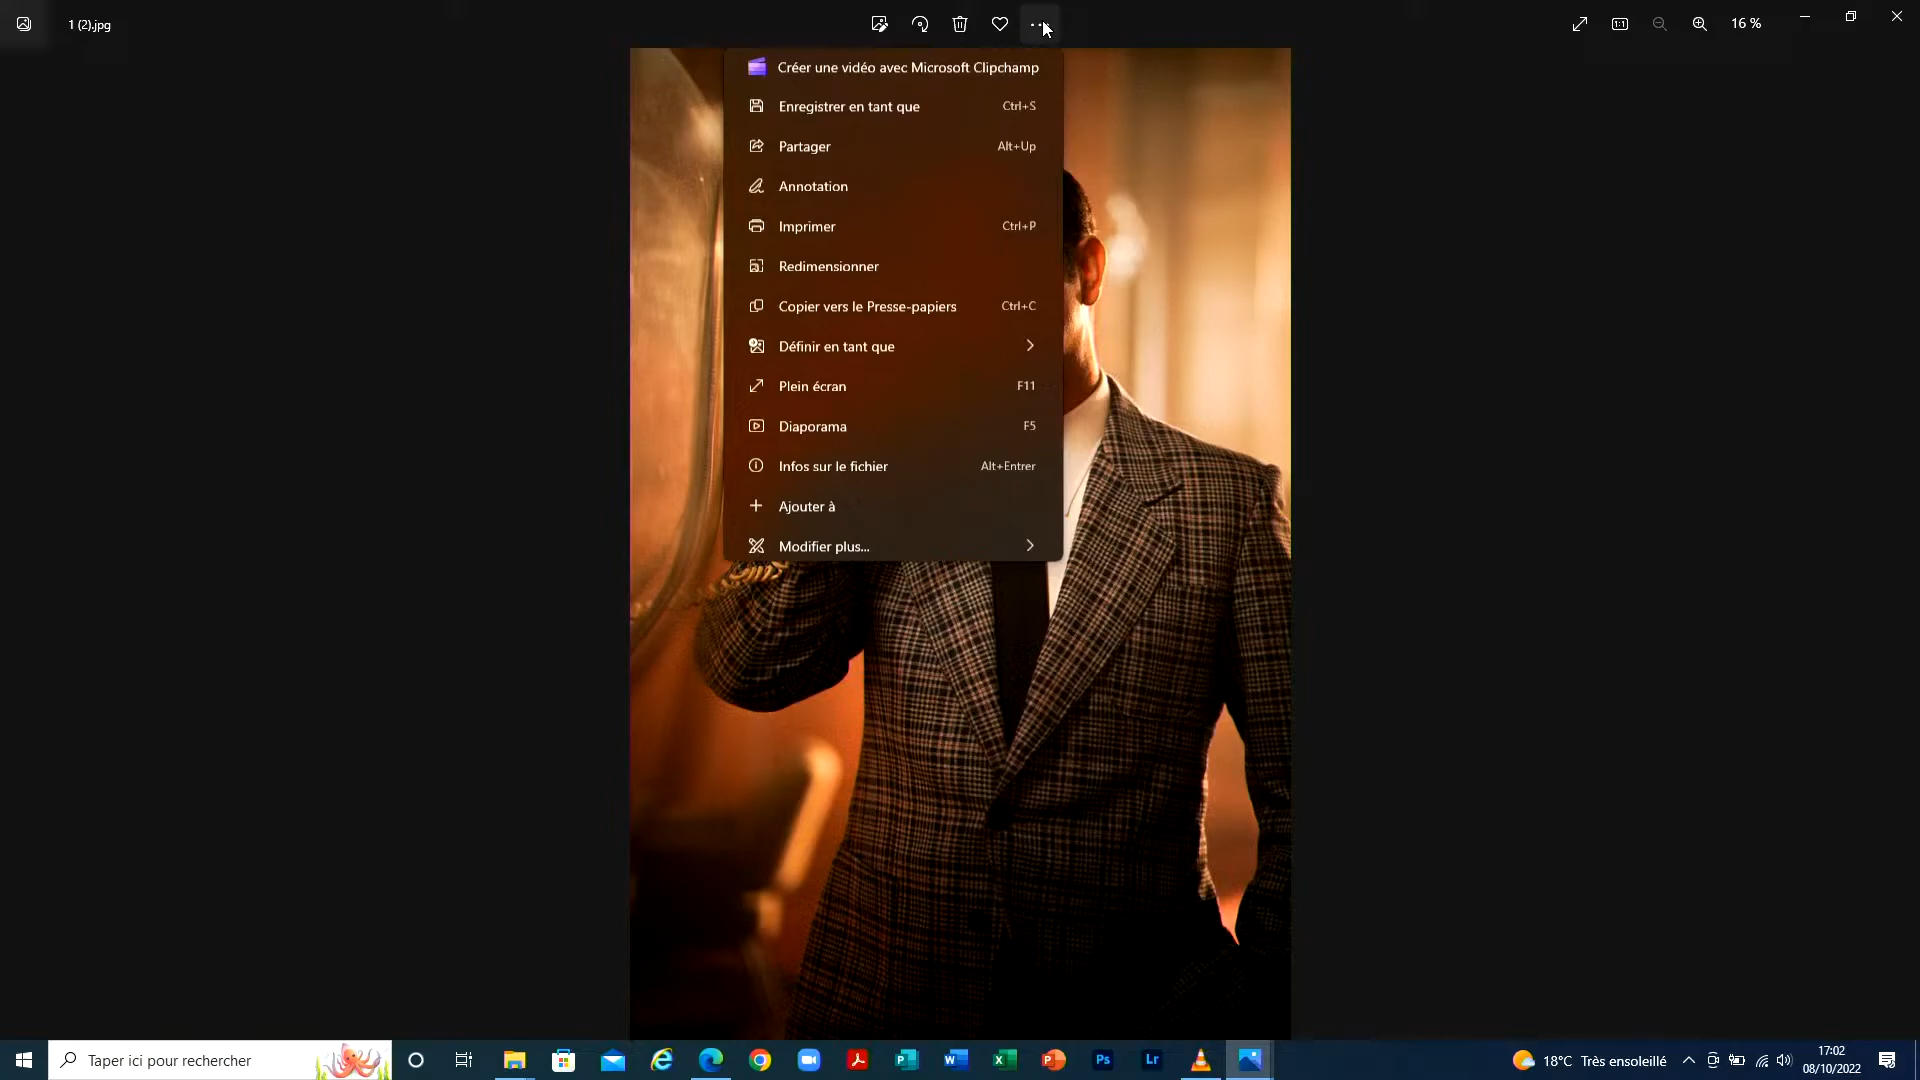 1 (2).jpg
16 %
Créer une vidéo avec Microsoft Clipchamp
Enregistrer en tant que Ctrl+S
Partager Alt+Up
Annotation
Imprimer Ctrl+P
Redimensionner
Copier vers le Presse-papiers Ctrl+C
Définir en tant que
Plein écran F11
Diaporama F5
Infos sur le fichier Alt+Entrer
Ajouter à
Modifier plus...
Taper ici pour rechercher
18°C Très ensoleillé
17:02
08/10/2022